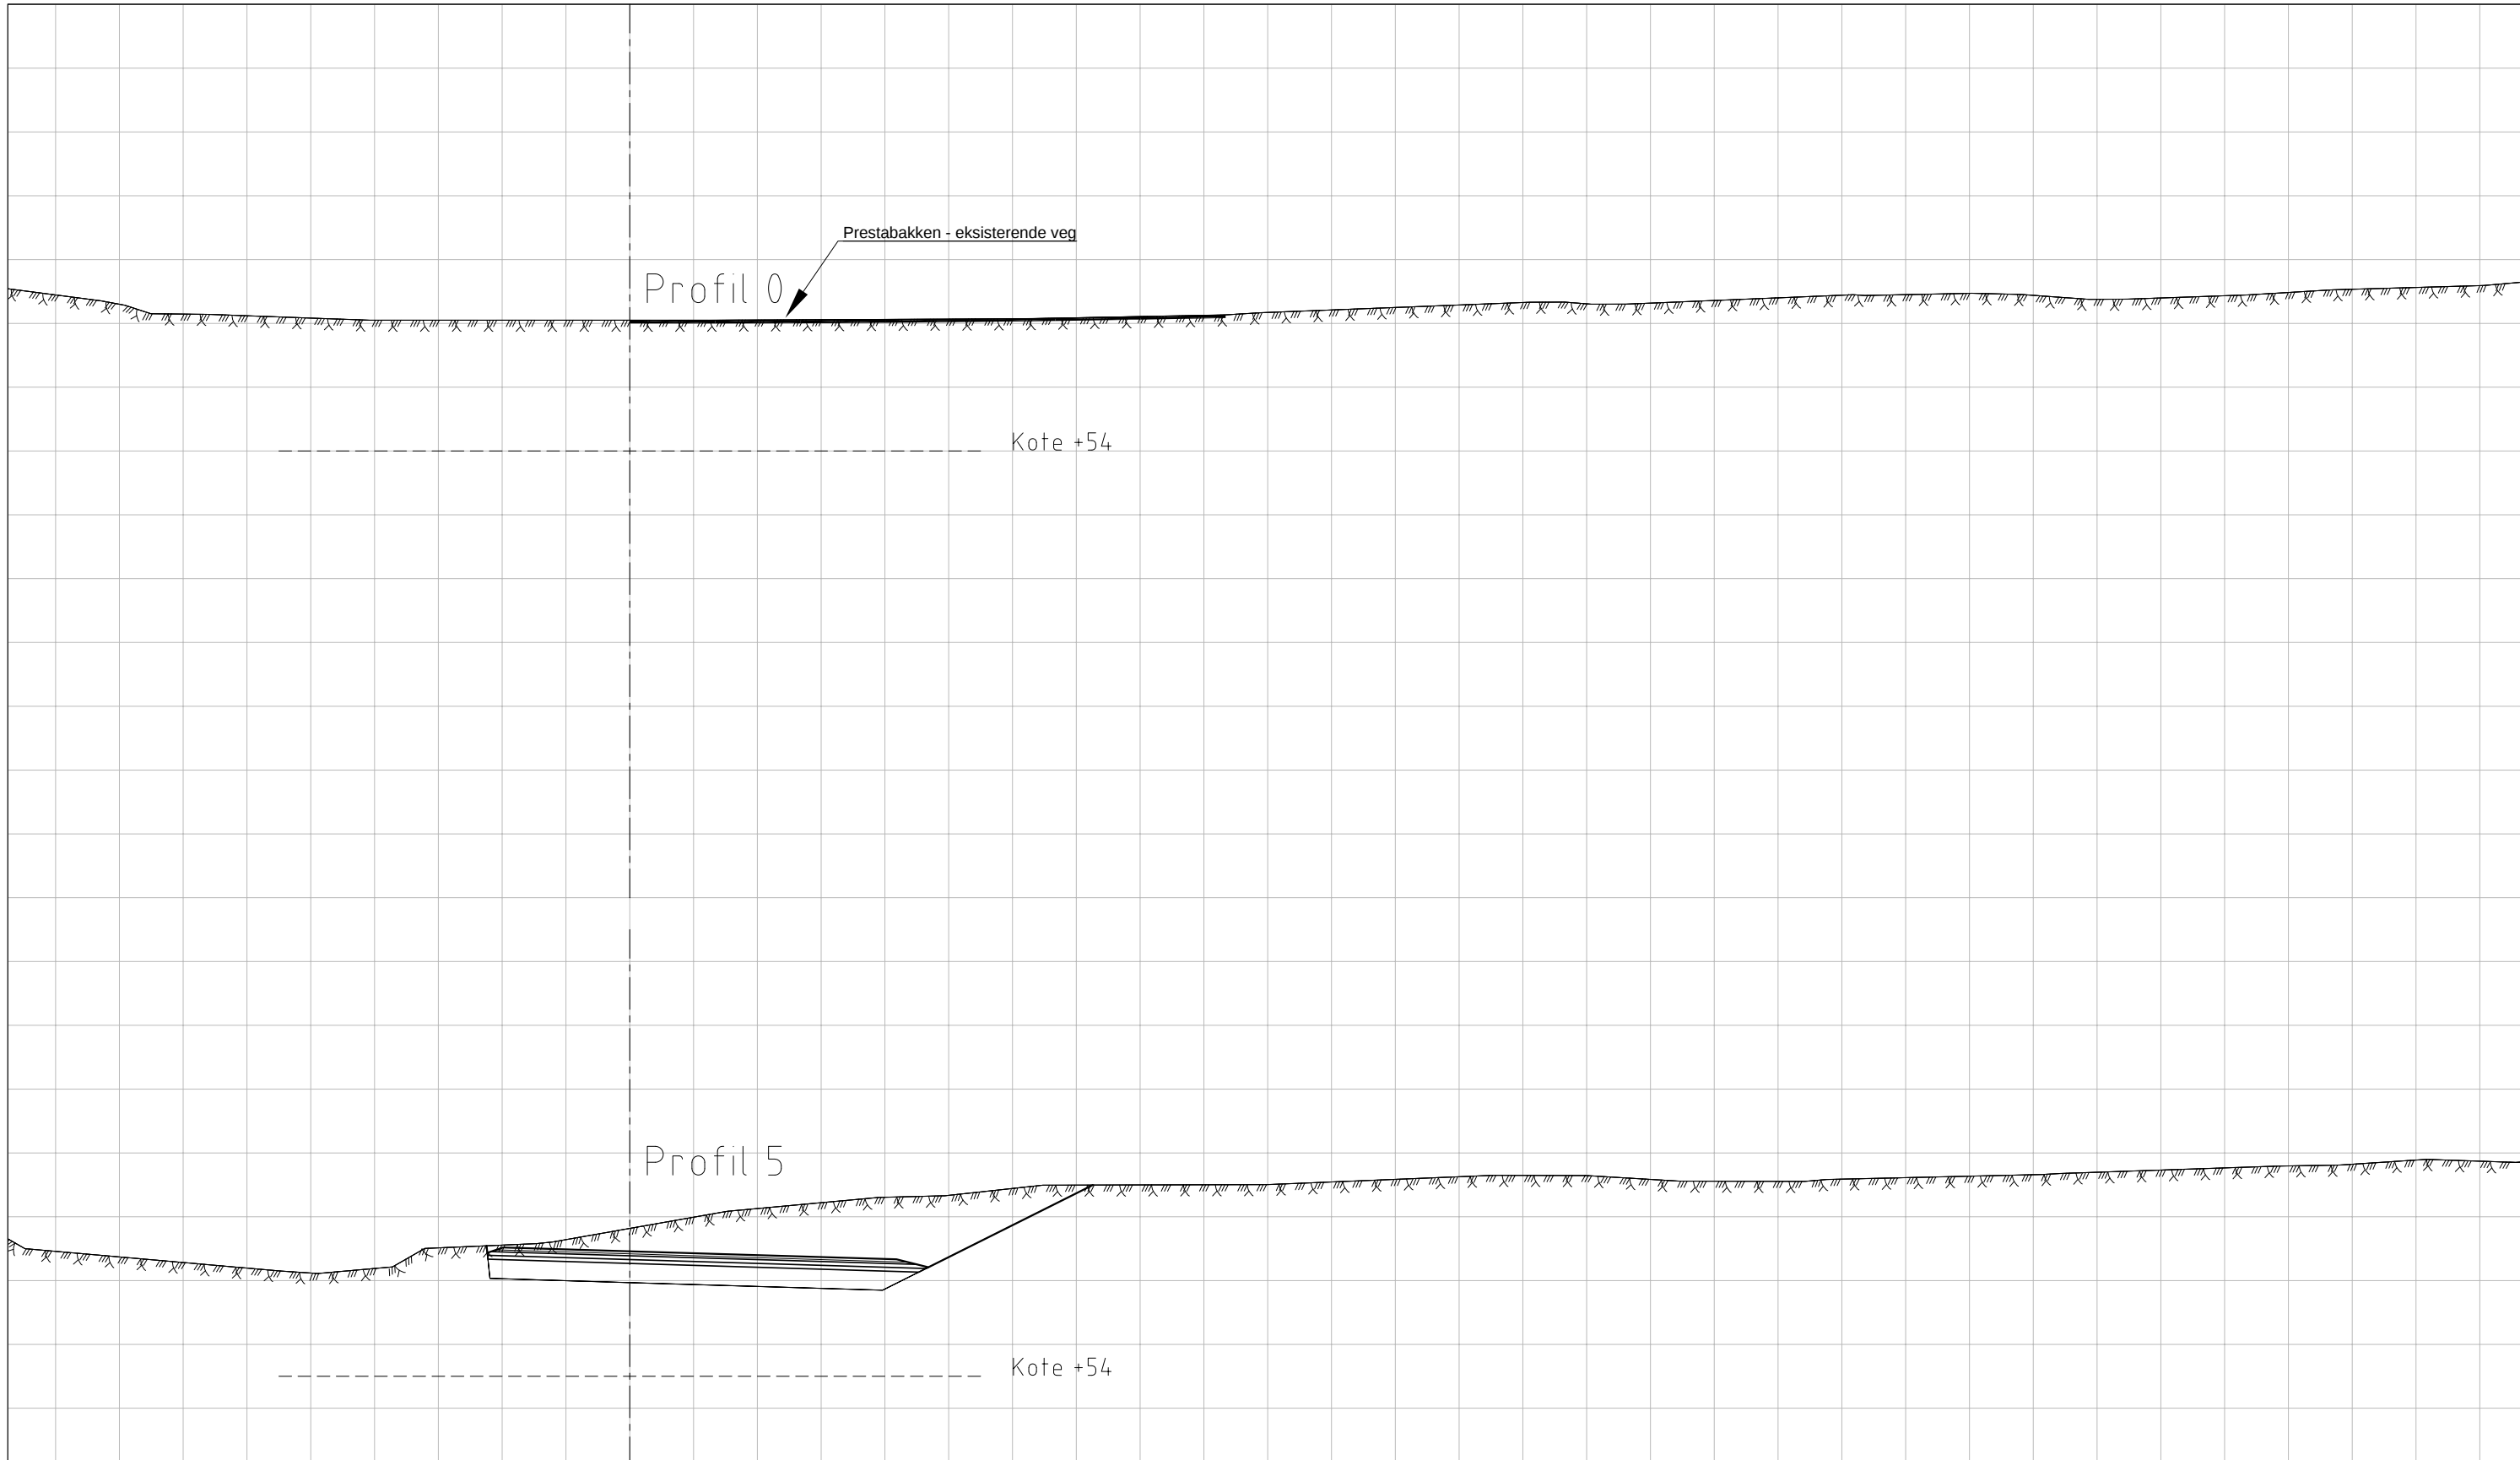 Prestabakken - eksisterende veg
Profil 0
Kote +54
Profil 5
Kote +54